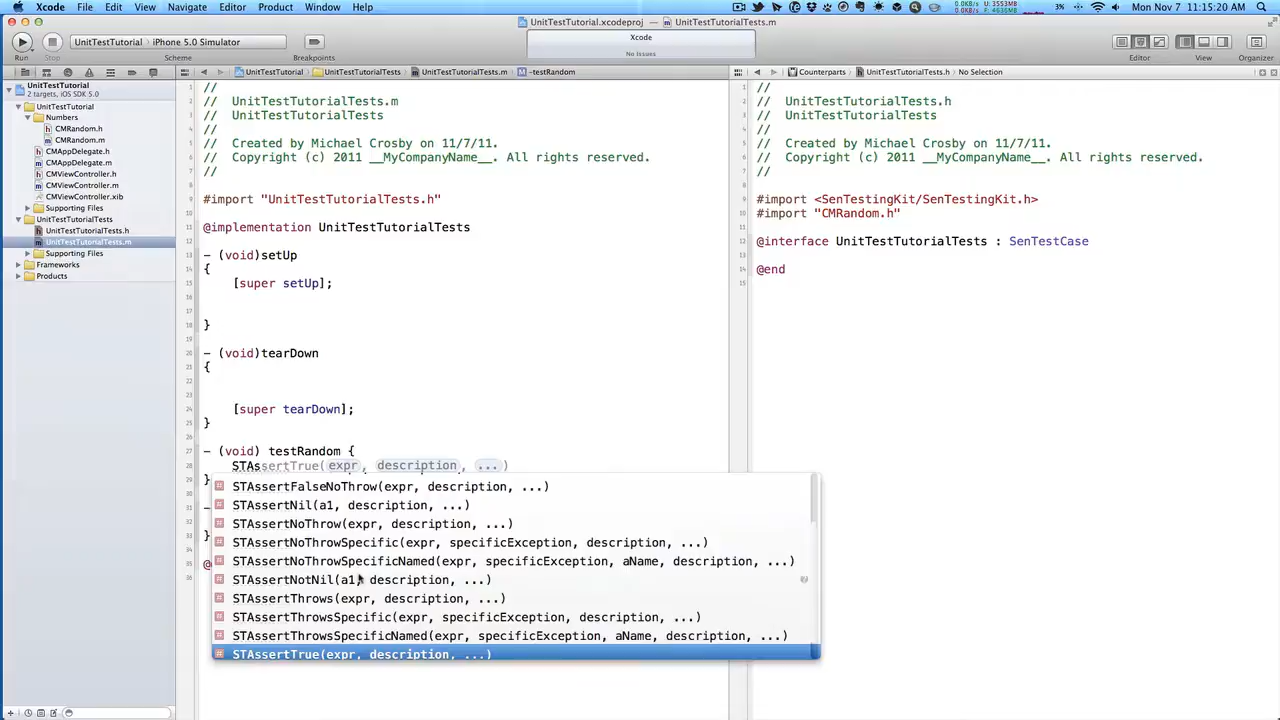 Xcode File Edit View Navigate Editor Product Window Help
Mon Nov 7 11:15:20 AM
UnitTestTutorial.xcodeproj — UnitTestTutorialTests.m
UnitTestTutorial iPhone 5.0 Simulator
Xcode
No Issues
Run Stop Scheme Breakpoints Editor View Organizer
UnitTestTutorial UnitTestTutorialTests UnitTestTutorialTests.m -testRandom
Counterparts UnitTestTutorialTests.h No Selection
UnitTestTutorial
2 targets, iOS SDK 5.0
UnitTestTutorial
Numbers
CMRandom.h
CMRandom.m
CMAppDelegate.h
CMAppDelegate.m
CMViewController.h
CMViewController.m
CMViewController.xib
Supporting Files
UnitTestTutorialTests
UnitTestTutorialTests.h
UnitTestTutorialTests.m
Supporting Files
Frameworks
Products
//
// UnitTestTutorialTests.m
// UnitTestTutorialTests
//
// Created by Michael Crosby on 11/7/11.
// Copyright (c) 2011 __MyCompanyName__. All rights reserved.
//
#import "UnitTestTutorialTests.h"
@implementation UnitTestTutorialTests
- (void)setUp
{
[super setUp];
}
- (void)tearDown
{
[super tearDown];
}
- (void) testRandom {
STAssertTrue(expr, description, ...)
}
STAssertFalseNoThrow(expr, description, ...)
STAssertNil(a1, description, ...)
STAssertNoThrow(expr, description, ...)
STAssertNoThrowSpecific(expr, specificException, description, ...)
STAssertNoThrowSpecificNamed(expr, specificException, aName, description, ...)
STAssertNotNil(a1, description, ...)
STAssertThrows(expr, description, ...)
STAssertThrowsSpecific(expr, specificException, description, ...)
STAssertThrowsSpecificNamed(expr, specificException, aName, description, ...)
STAssertTrue(expr, description, ...)
//
// UnitTestTutorialTests.h
// UnitTestTutorialTests
//
// Created by Michael Crosby on 11/7/11.
// Copyright (c) 2011 __MyCompanyName__. All rights reserved.
//
#import <SenTestingKit/SenTestingKit.h>
#import "CMRandom.h"
@interface UnitTestTutorialTests : SenTestCase
@end